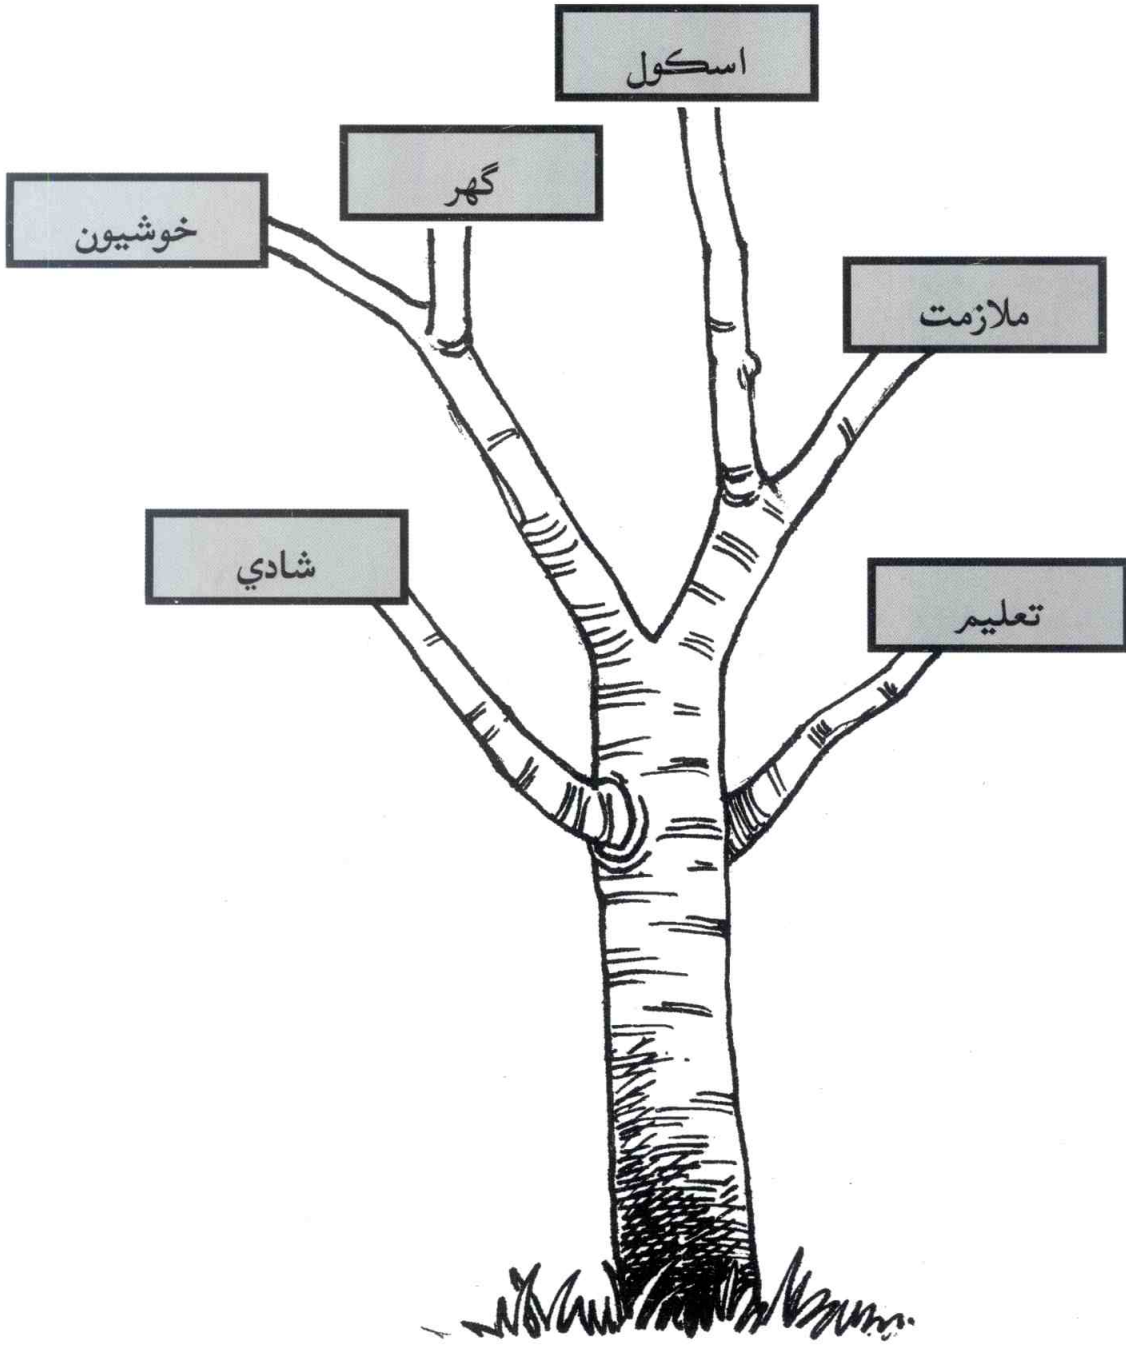 اسڪول
گهر
خوشيون
ملازمت
شادي
تعليم